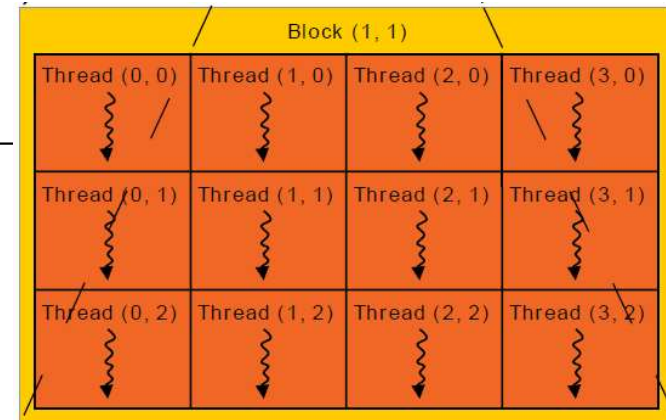 Block (1, 1)
Thread (0, 0) Thread (1, 0) Thread (2, 0) Thread (3, 0)
Thread (0, 1) Thread (1, 1) Thread (2, 1) Thread (3, 1)
Thread (0, 2) Thread (1, 2) Thread (2, 2) Thread (3, 2)